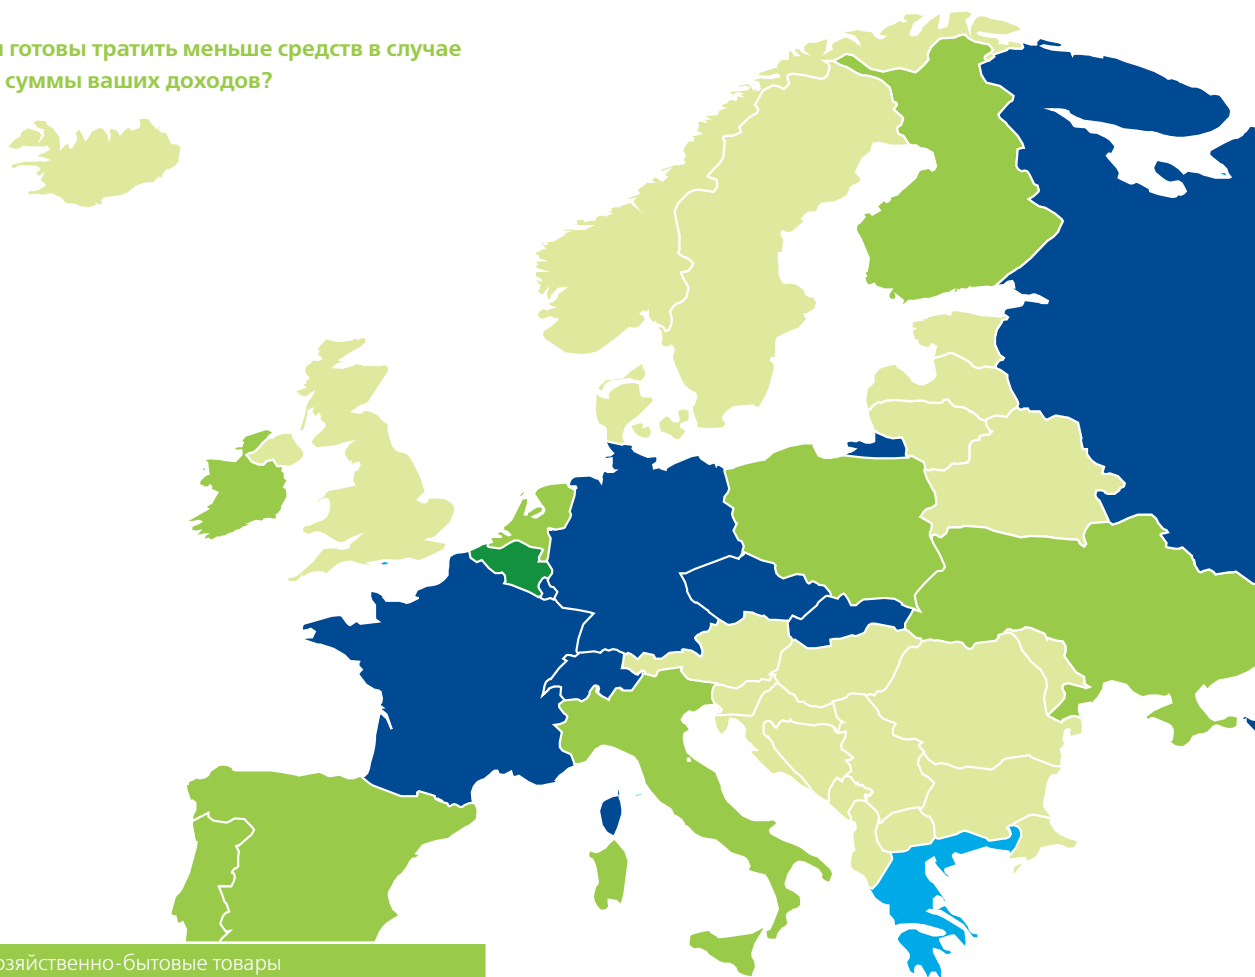 готовы тратить меньше средств в случае
суммы ваших доходов?
озяйственно-бытовые товары